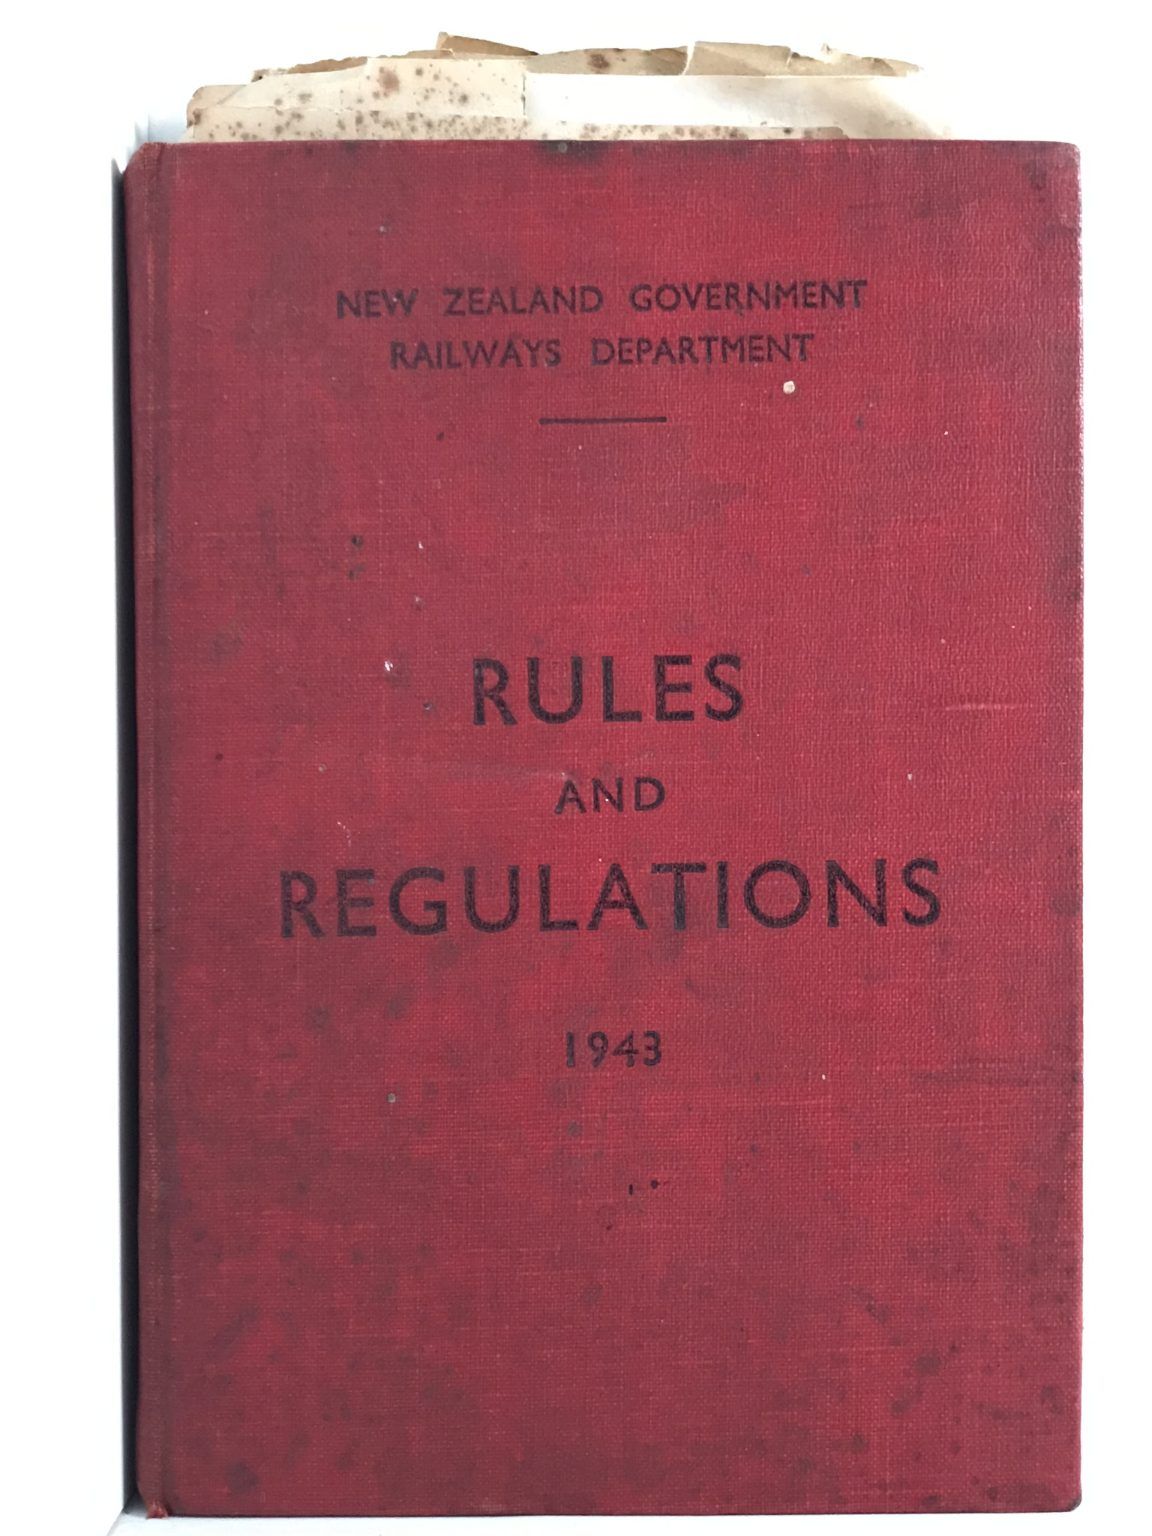 NEW ZEALAND GOVERNMENT
RAILWAYS DEPARTMENT
RULES
AND
REGULATIONS
1943